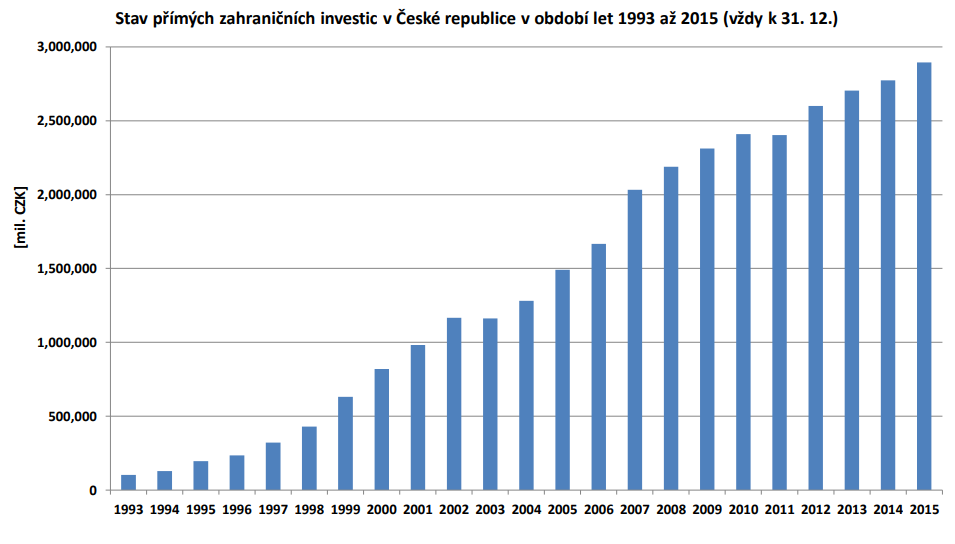 Stav přímých zahraničních investic v České republice v období let 1993 až 2015 (vždy k 31. 12.)
3,000,000
2,500,000
2,000,000
1,500,000
1,000,000
500,000
0
[mil. CZK]
1993 1994 1995 1996 1997 1998 1999 2000 2001 2002 2003 2004 2005 2006 2007 2008 2009 2010 2011 2012 2013 2014 2015